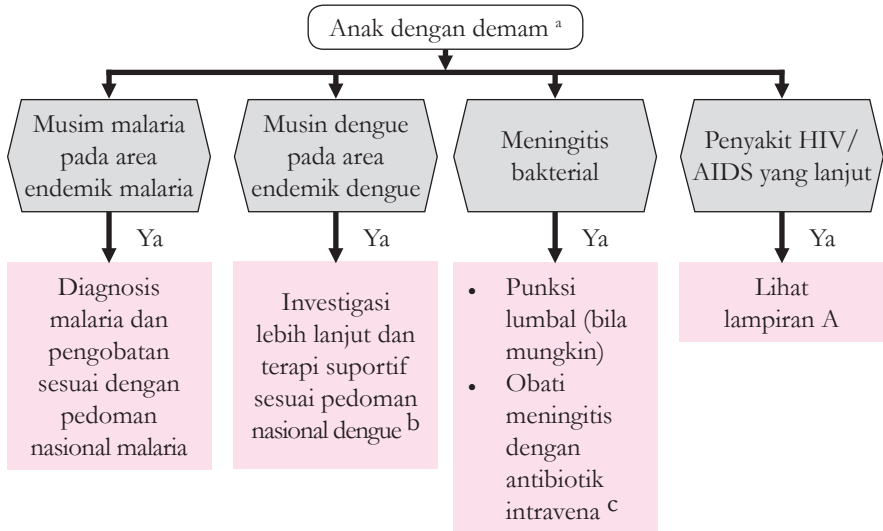 Anak dengan demam a
Musim malaria
pada area
endemik malaria
Musin dengue
pada area
endemik dengue
Meningitis
bakterial
Penyakit HIV/
AIDS yang lanjut
Ya
Ya
Ya
Ya
Diagnosis
malaria dan
pengobatan
sesuai dengan
pedoman
nasional malaria
Investigasi
lebih lanjut dan
terapi suportif
sesuai pedoman
nasional dengue b
• Punksi
lumbal (bila
mungkin)
• Obati
meningitis
dengan
antibiotik
intravena c
Lihat
lampiran A